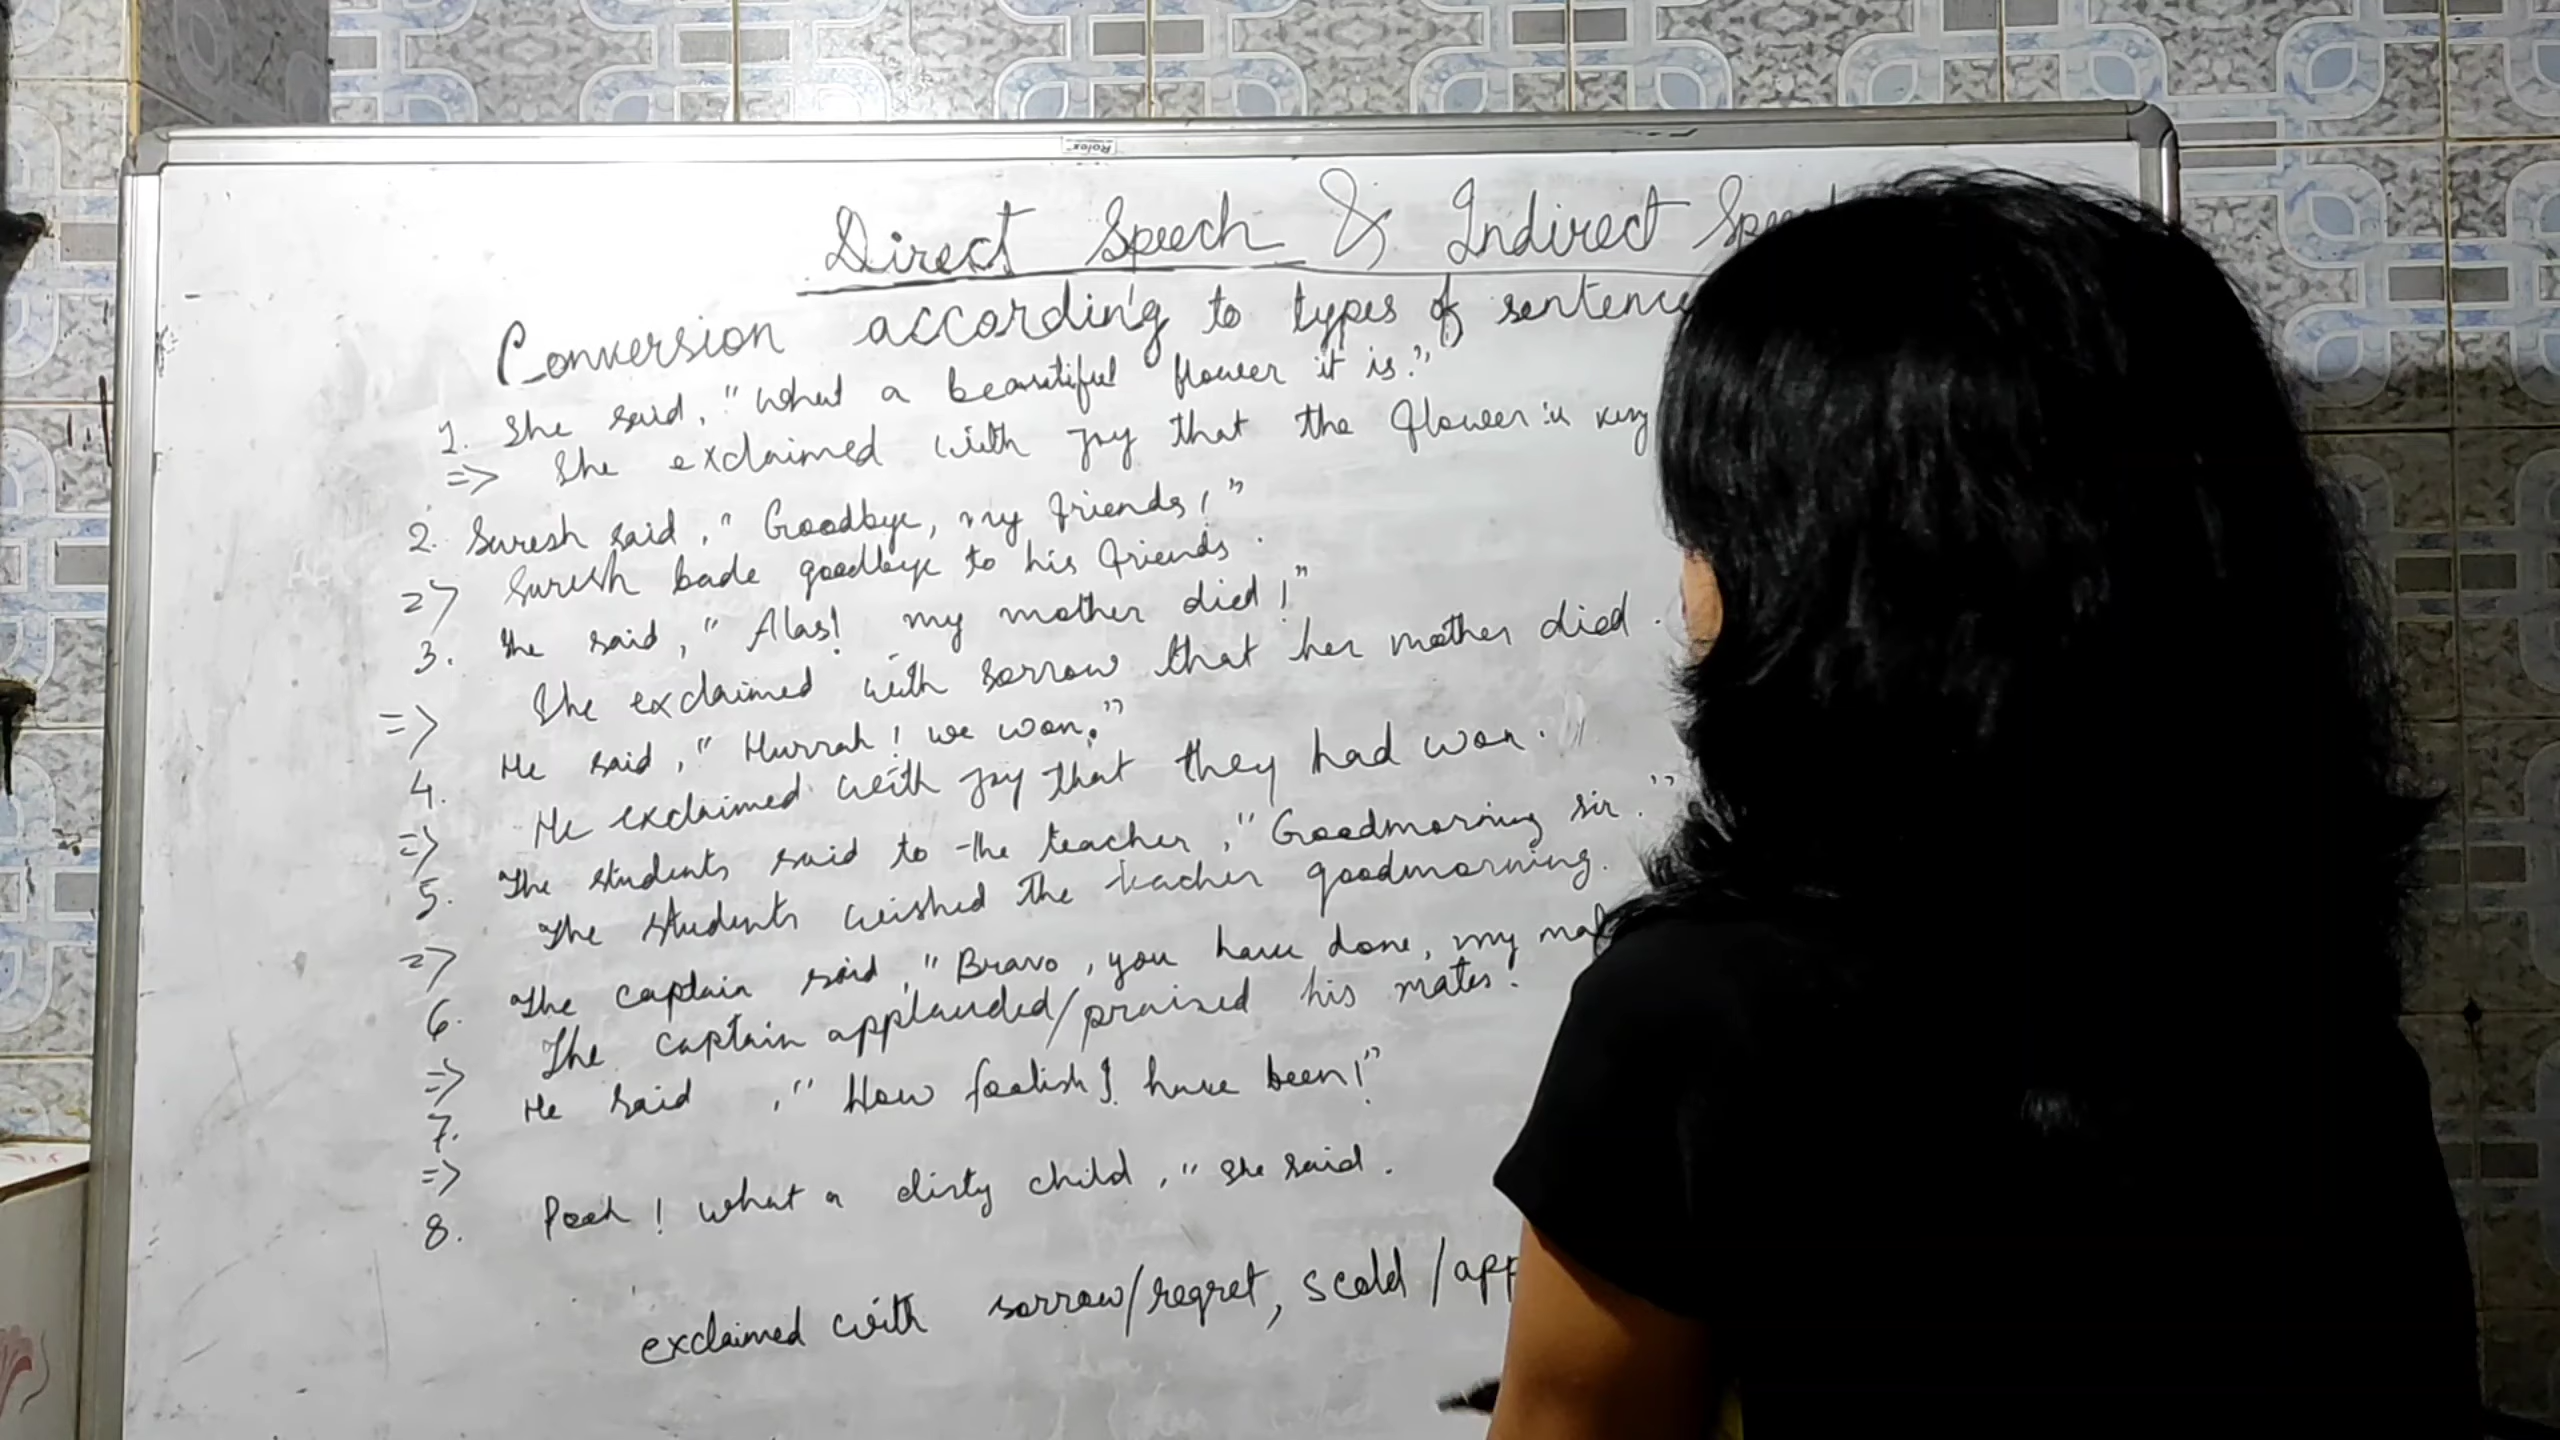 Rolex
Direct Speech & Indirect
Conversion according to types of
1. She said, "What a beautiful flower it is."
=> She exclaimed with joy that the flower is very
2. Suresh said, "Goodbye, my friends!"
=> Suresh bade goodbye to his friends.
3. She said, "Alas! my mother died!"
=> She exclaimed with sorrow that her mother died.
4. He said, "Hurrah! we won."
=> He exclaimed with joy that they had won.
5. The students said to the teacher, "Goodmorning sir."
=> The students wished the teacher goodmorning.
6. The captain said, "Bravo, you have done, my
=> The captain applauded/praised his mates.
7. He said, "How foolish I have been!"
=>
8. Pooh! what a dirty child," she said.
exclaimed with sorrow/regret, scold /